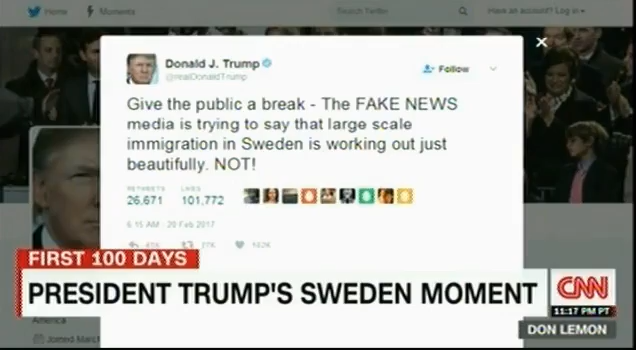 Home
Moments
Search Twitter
Have an account? Log in
Donald J. Trump
@realDonaldTrump
Follow
Give the public a break - The FAKE NEWS
media is trying to say that large scale
immigration in Sweden is working out just
beautifully. NOT!
RETWEETS
LIKES
26,671
101,772
6:15 AM - 20 Feb 2017
FIRST 100 DAYS
PRESIDENT TRUMP'S SWEDEN MOMENT
CNN
11:17 PM PT
DON LEMON
America